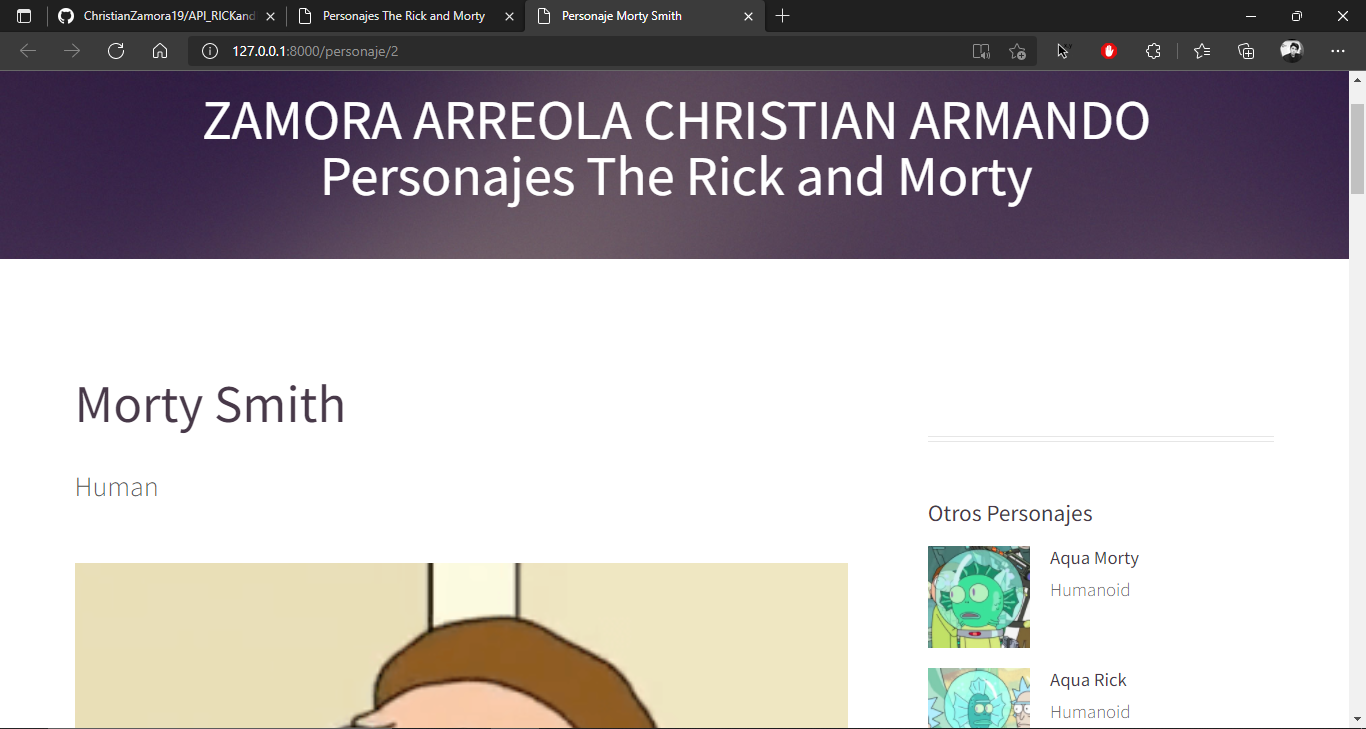 ChristianZamora19/API_RICKand
Personajes The Rick and Morty
Personaje Morty Smith
127.0.0.1:8000/personaje/2
ZAMORA ARREOLA CHRISTIAN ARMANDO
Personajes The Rick and Morty
Morty Smith
Human
Otros Personajes
Aqua Morty
Humanoid
Aqua Rick
Humanoid